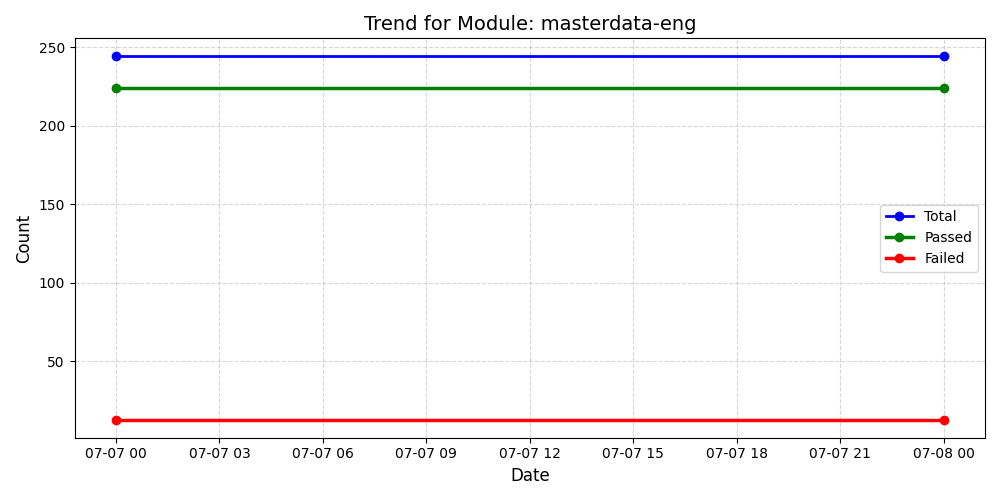 Trend for Module: masterdata-eng
250
200
150
100
50
Count
Total
Passed
Failed
07-07 00 07-07 03 07-07 06 07-07 09 07-07 12 07-07 15 07-07 18 07-07 21 07-08 00
Date